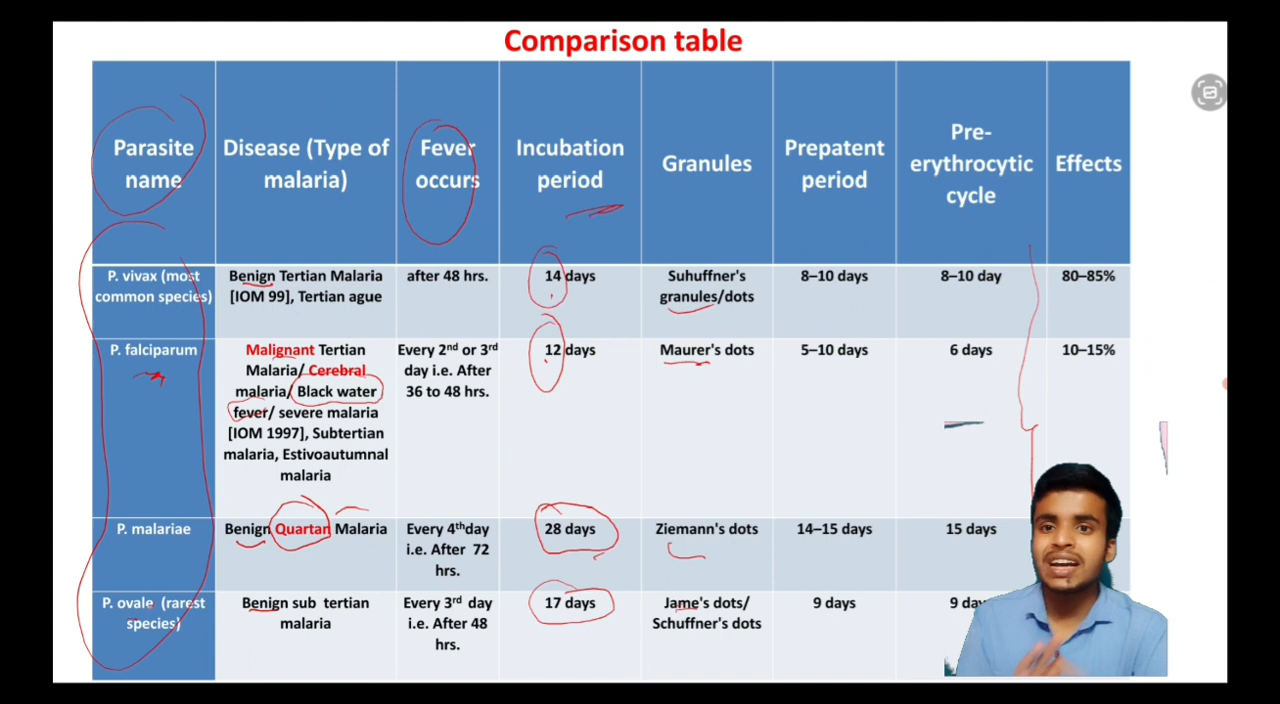 Comparison table
Parasite name
Disease (Type of malaria)
Fever occurs
Incubation period
Granules
Prepatent period
Pre-erythrocytic cycle
Effects
P. vivax (most common species)
Benign Tertian Malaria [IOM 99], Tertian ague
after 48 hrs.
14 days
Suhuffner's granules/dots
8–10 days
8–10 day
80–85%
P. falciparum
Malignant Tertian Malaria/ Cerebral malaria/ Black water fever/ severe malaria [IOM 1997], Subtertian malaria, Estivoautumnal malaria
Every 2nd or 3rd day i.e. After 36 to 48 hrs.
12 days
Maurer's dots
5–10 days
6 days
10–15%
P. malariae
Benign Quartan Malaria
Every 4th day i.e. After 72 hrs.
28 days
Ziemann's dots
14–15 days
15 days
P. ovale (rarest species)
Benign sub tertian malaria
Every 3rd day i.e. After 48 hrs.
17 days
Jame's dots/ Schuffner's dots
9 days
9